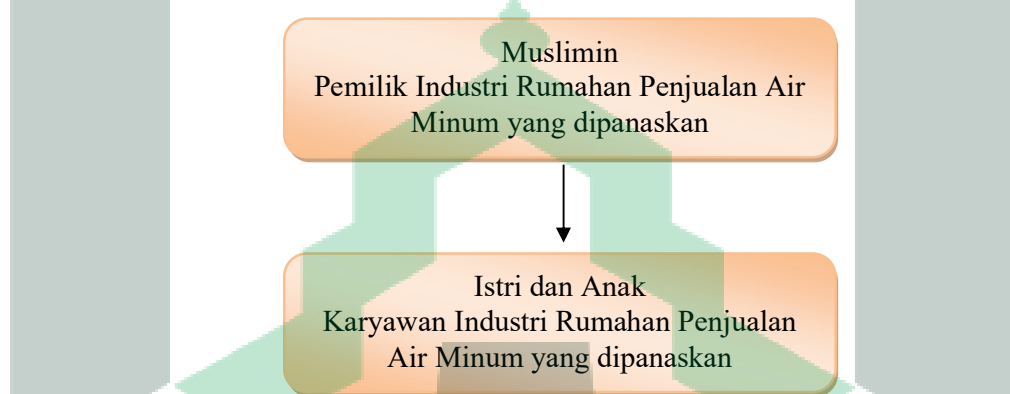 Muslimin
Pemilik Industri Rumahan Penjualan Air
Minum yang dipanaskan
Istri dan Anak
Karyawan Industri Rumahan Penjualan
Air Minum yang dipanaskan